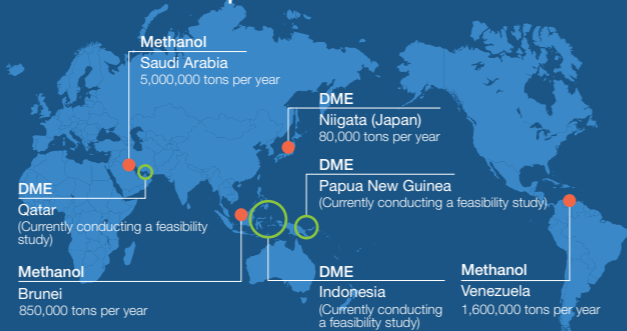 Methanol
Saudi Arabia
5,000,000 tons per year
DME
Niigata (Japan)
80,000 tons per year
DME
Papua New Guinea
(Currently conducting a feasibility study)
DME
Qatar
(Currently conducting a feasibility
study)
Methanol
Brunei
850,000 tons per year
DME
Indonesia
(Currently conducting
a feasibility study)
Methanol
Venezuela
1,600,000 tons per year